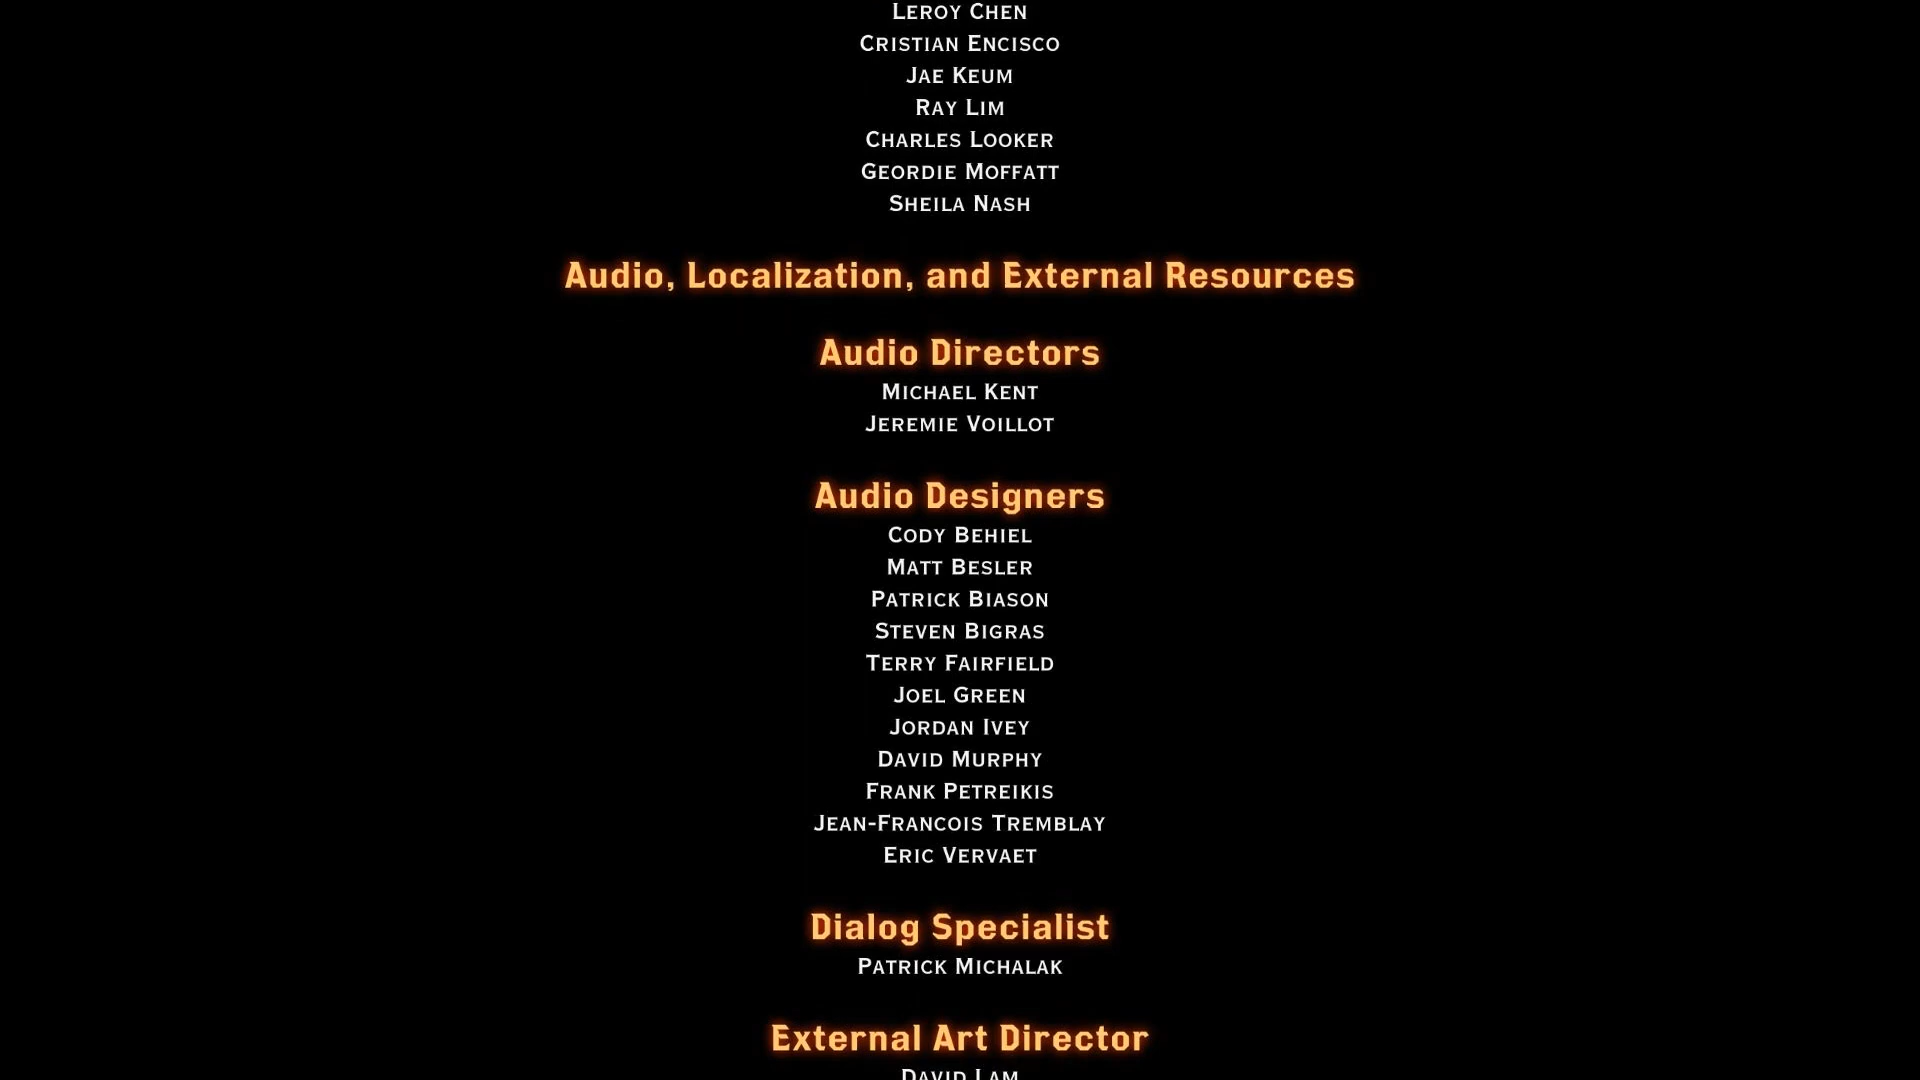 Leroy Chen
Cristian Encisco
Jae Keum
Ray Lim
Charles Looker
Geordie Moffatt
Sheila Nash
Audio, Localization, and External Resources
Audio Directors
Michael Kent
Jeremie Voillot
Audio Designers
Cody Behiel
Matt Besler
Patrick Biason
Steven Bigras
Terry Fairfield
Joel Green
Jordan Ivey
David Murphy
Frank Petreikis
Jean-Francois Tremblay
Eric Vervaet
Dialog Specialist
Patrick Michalak
External Art Director
David Lam